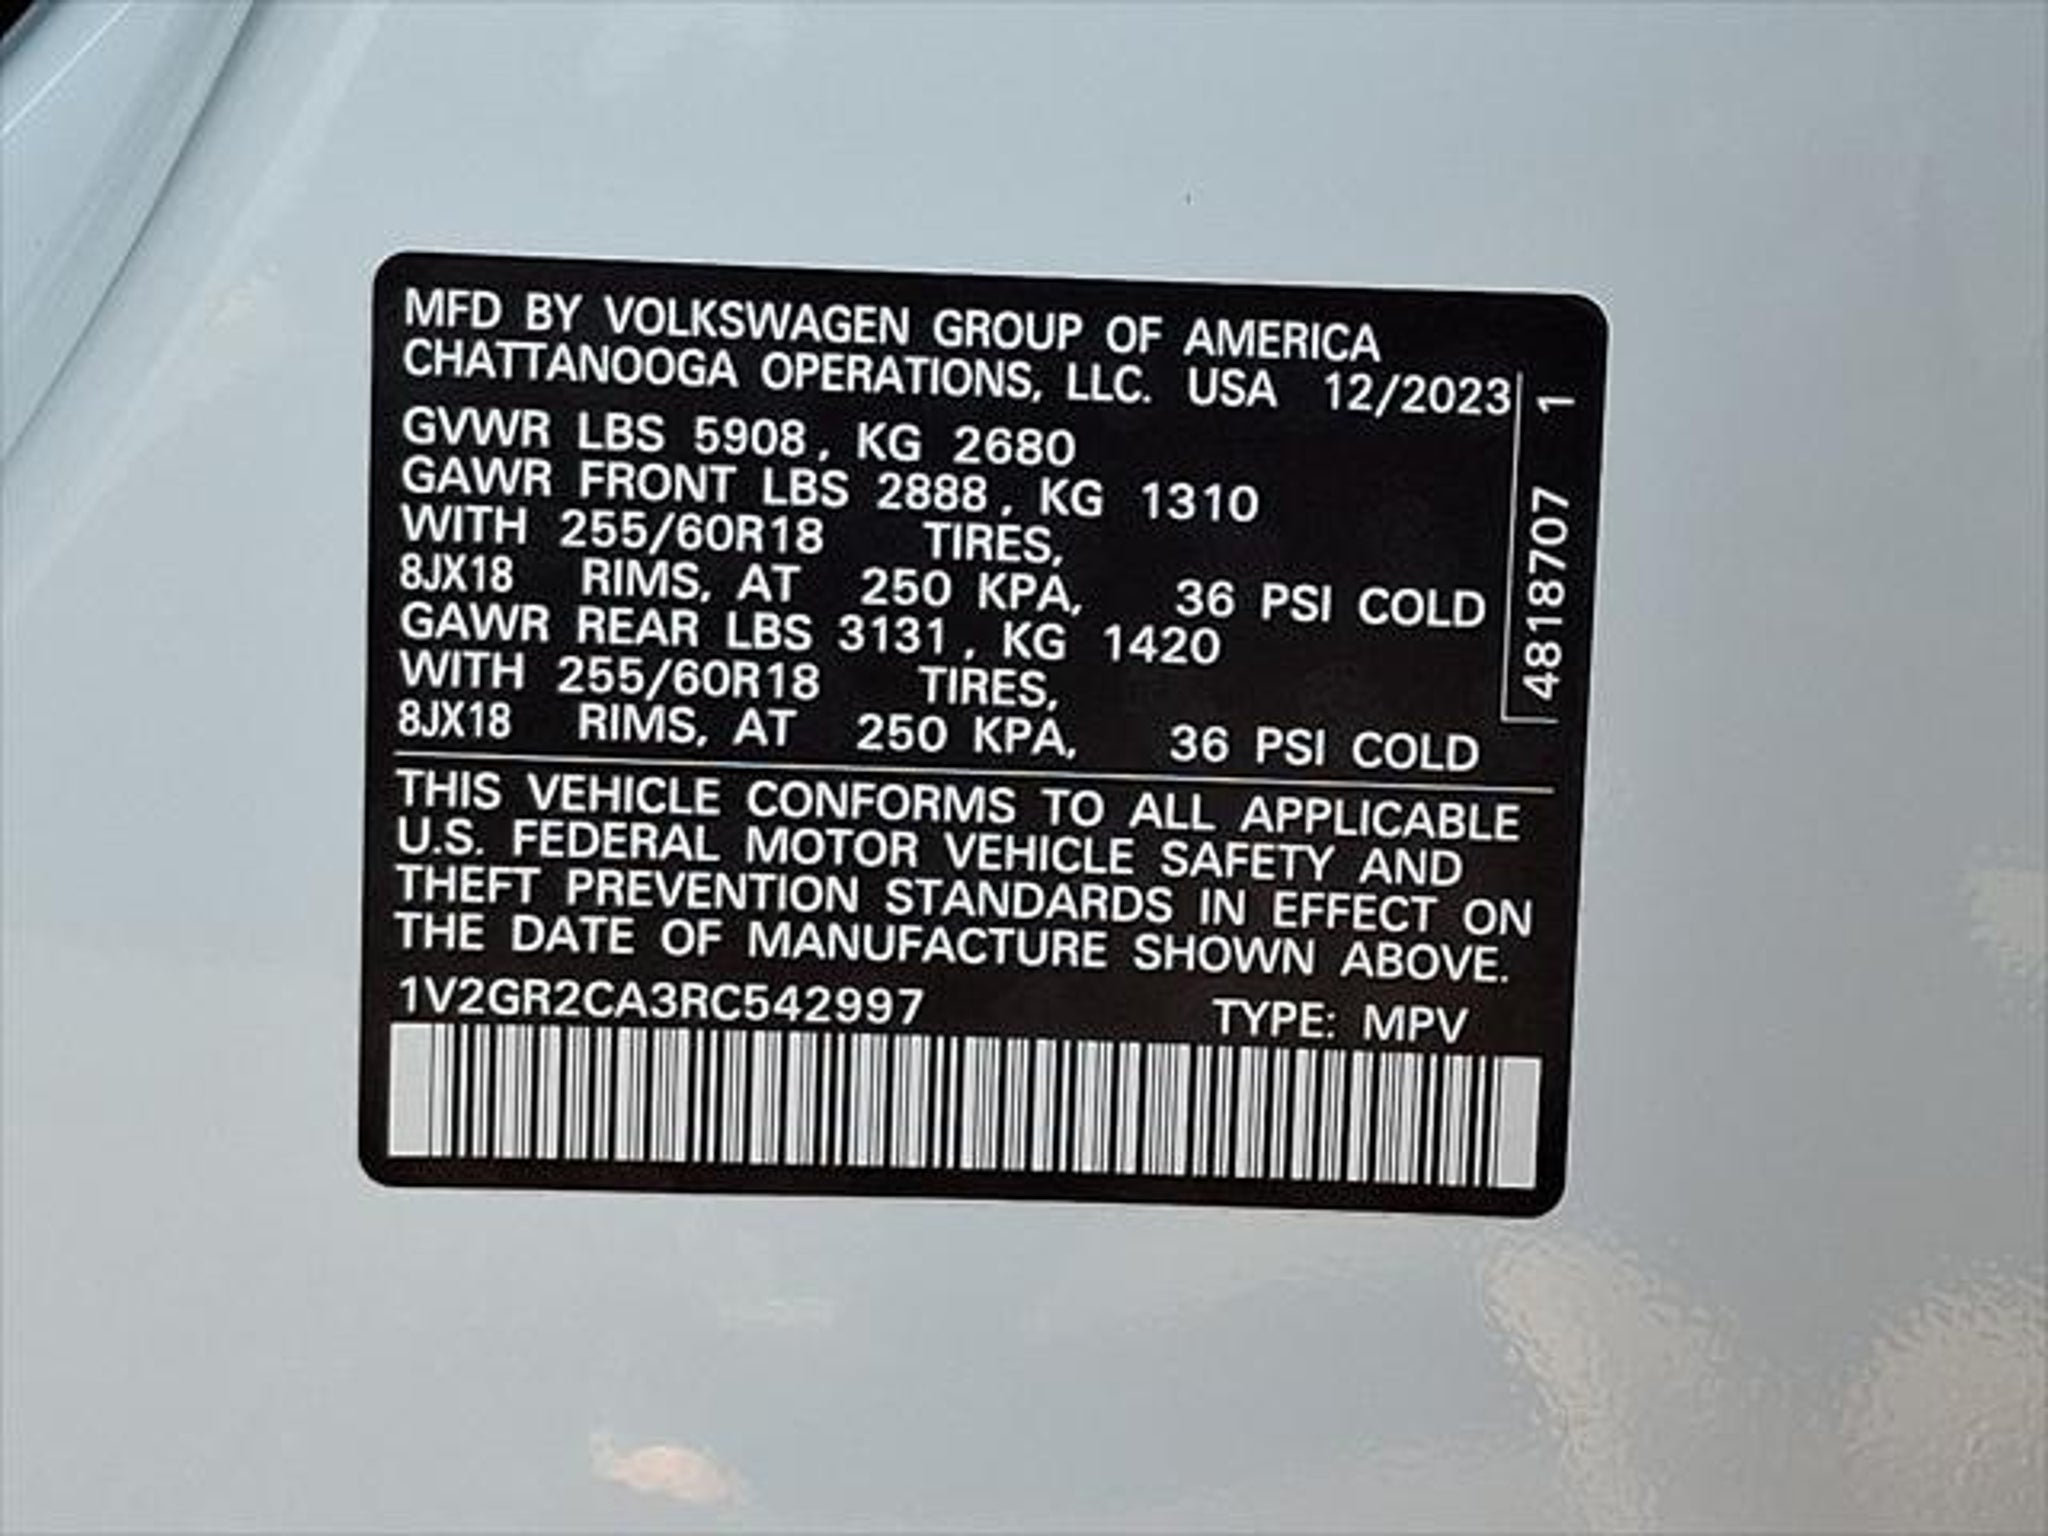 MFD BY VOLKSWAGEN GROUP OF AMERICA
CHATTANOOGA OPERATIONS, LLC. USA 12/2023
GVWR LBS 5908, KG 2680
GAWR FRONT LBS 2888, KG 1310
WITH 255/60R18 TIRES,
8JX18 RIMS, AT 250 KPA, 36 PSI COLD
GAWR REAR LBS 3131, KG 1420
WITH 255/60R18 TIRES,
8JX18 RIMS, AT 250 KPA, 36 PSI COLD
4818707 1
THIS VEHICLE CONFORMS TO ALL APPLICABLE
U.S. FEDERAL MOTOR VEHICLE SAFETY AND
THEFT PREVENTION STANDARDS IN EFFECT ON
THE DATE OF MANUFACTURE SHOWN ABOVE.
1V2GR2CA3RC542997 TYPE: MPV